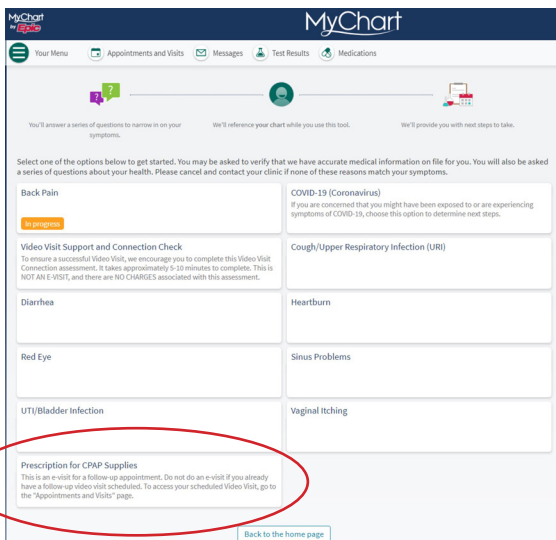 MyChart
by Epic
MyChart
Your Menu
Appointments and Visits
Messages
Test Results
Medications
? ?
You'll answer a series of questions to narrow in on your
symptoms.
We'll reference your chart while you use this tool.
We'll provide you with next steps to take.
Select one of the options below to get started. You may be asked to verify that we have accurate medical information on file for you. You will also be asked
a series of questions about your health. Please cancel and contact your clinic if none of these reasons match your symptoms.
Back Pain
In progress
COVID-19 (Coronavirus)
If you are concerned that you might have been exposed to or are experiencing
symptoms of COVID-19, choose this option to determine next steps.
Video Visit Support and Connection Check
To ensure a successful Video Visit, we encourage you to complete this Video Visit
Connection assessment. It takes approximately 5-10 minutes to complete. This is
NOT AN E-VISIT, and there are NO CHARGES associated with this assessment.
Cough/Upper Respiratory Infection (URI)
Diarrhea
Heartburn
Red Eye
Sinus Problems
UTI/Bladder Infection
Vaginal Itching
Prescription for CPAP Supplies
This is an e-visit for a follow-up appointment. Do not do an e-visit if you already
have a follow-up video visit scheduled. To access your scheduled Video Visit, go to
the "Appointments and Visits" page.
Back to the home page